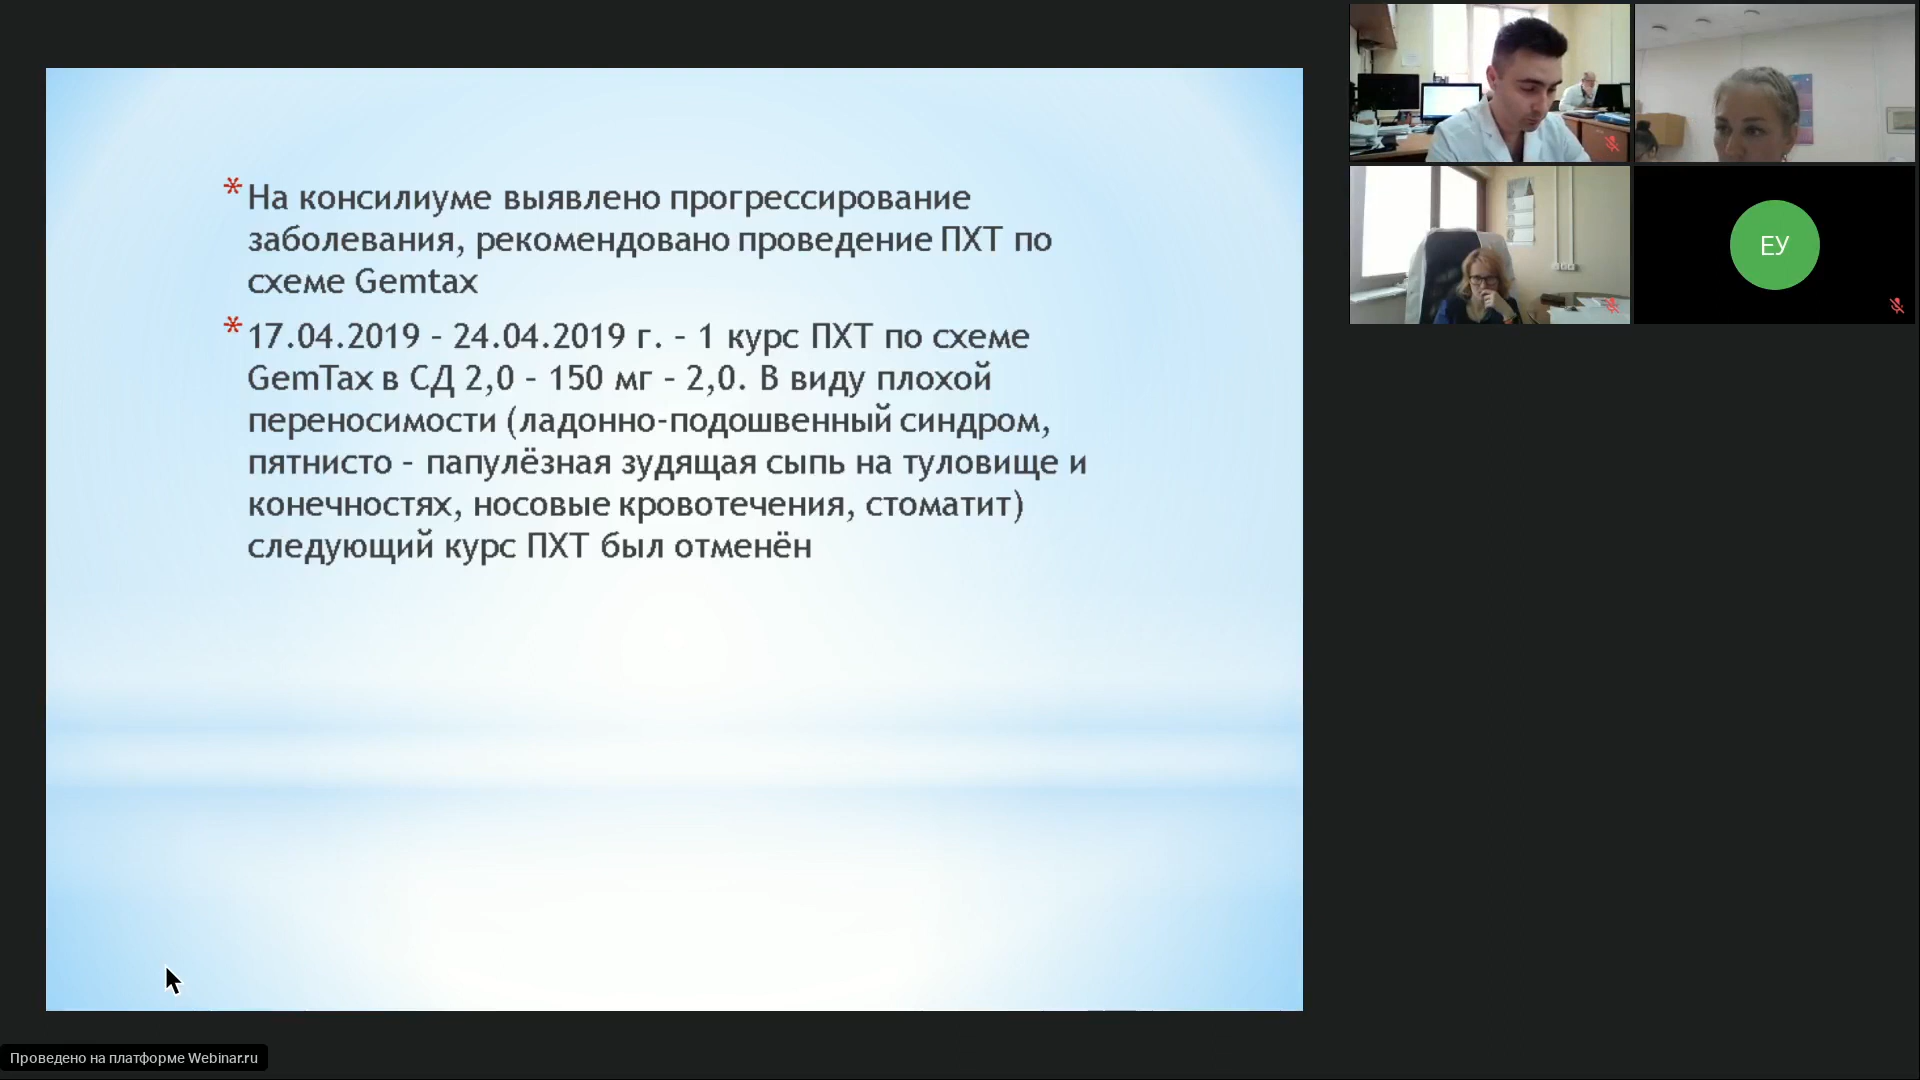 * На консилиуме выявлено прогрессирование
заболевания, рекомендовано проведение ПХТ по
схеме Gemtax
* 17.04.2019 - 24.04.2019 г. - 1 курс ПХТ по схеме
GemTax в СД 2,0 - 150 мг - 2,0. В виду плохой
переносимости (ладонно-подошвенный синдром,
пятнисто - папулёзная зудящая сыпь на туловище и
конечностях, носовые кровотечения, стоматит)
следующий курс ПХТ был отменён
ЕУ
Проведено на платформе Webinar.ru